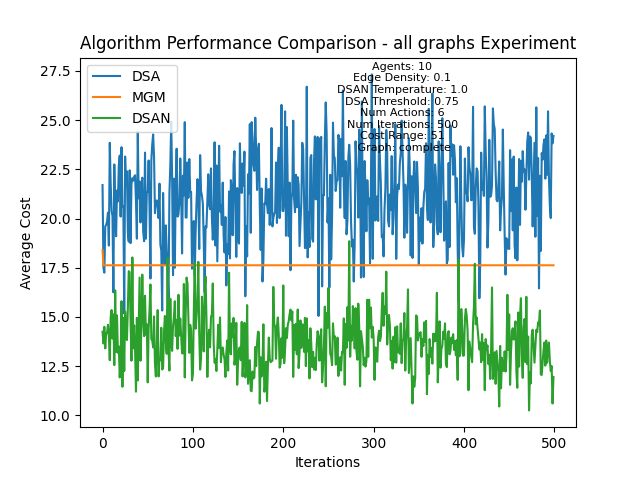 Algorithm Performance Comparison - all graphs Experiment
DSA
MGM
DSAN
Agents: 10
Edge Density: 0.1
DSAN Temperature: 1.0
DSA Threshold: 0.75
Num Actions: 6
Num Iterations: 500
Cost Range: 51
Graph: complete
Average Cost
27.5
25.0
22.5
20.0
17.5
15.0
12.5
10.0
0
100
200
300
400
500
Iterations